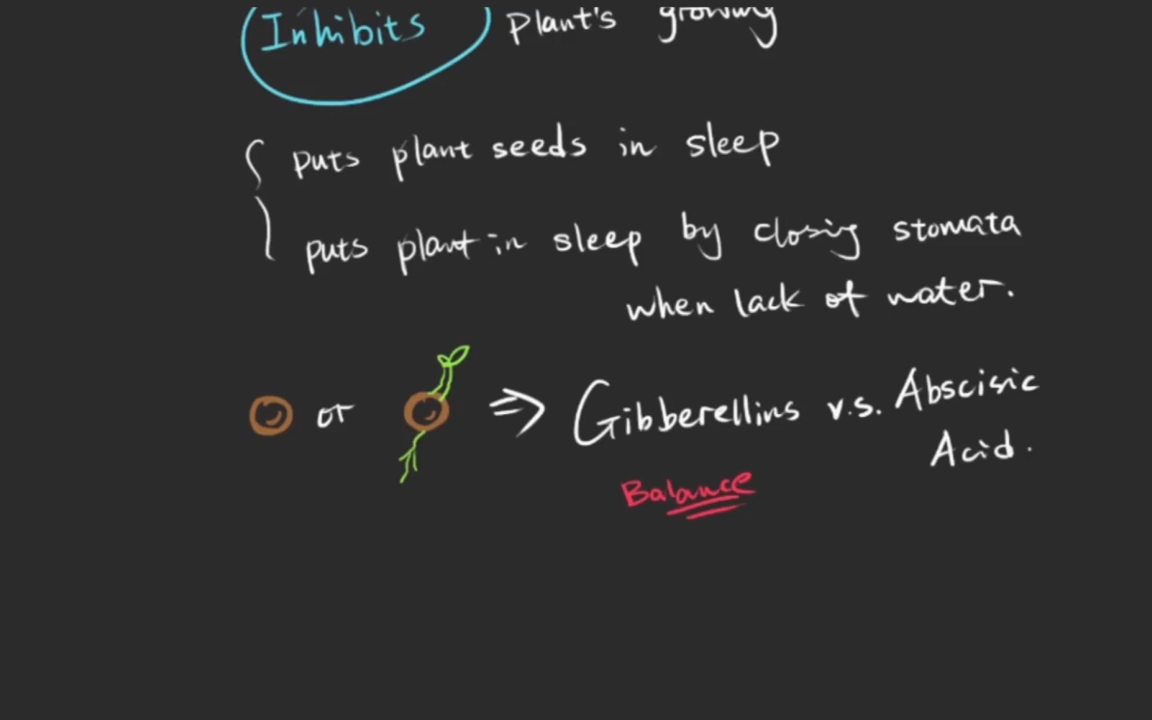 Inhibits Plant's growing
puts plant seeds in sleep
puts plant in sleep by closing stomata
when lack of water.
or ⇒ Gibberellins v.s. Abscisic
Acid.
Balance